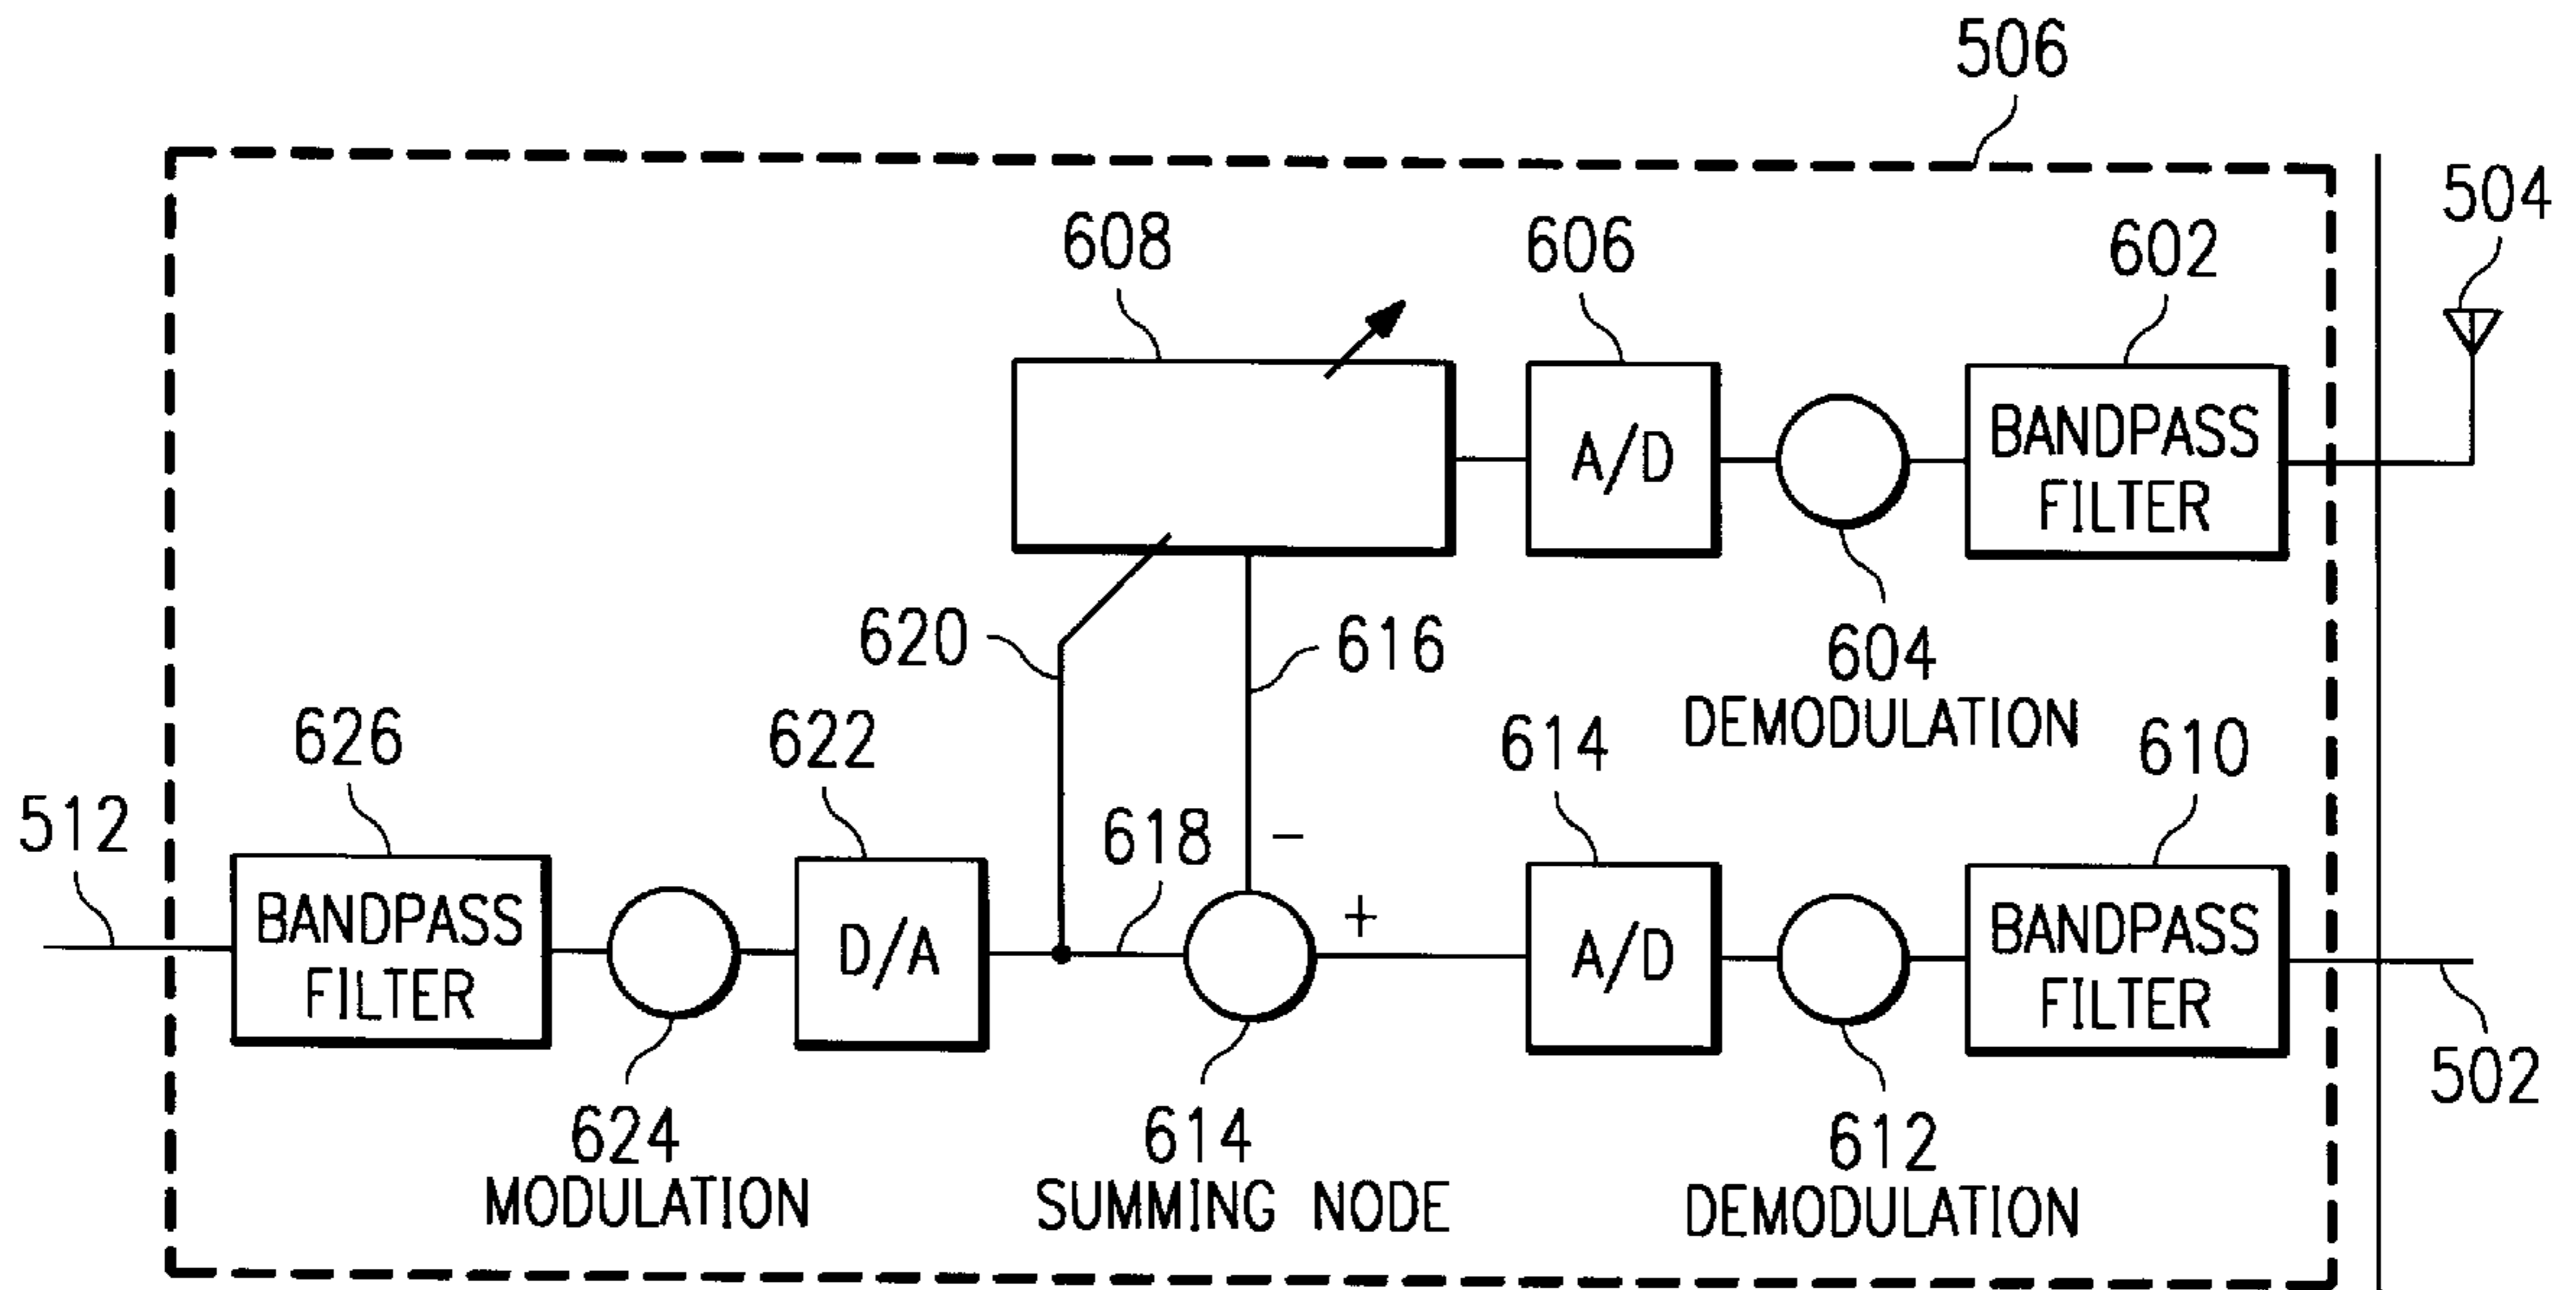 506
504
608
606
602
A/D
BANDPASS
FILTER
620
616
604
DEMODULATION
626
622
614
610
512
618
−
+
BANDPASS
FILTER
D/A
A/D
BANDPASS
FILTER
502
624
MODULATION
614
SUMMING NODE
612
DEMODULATION